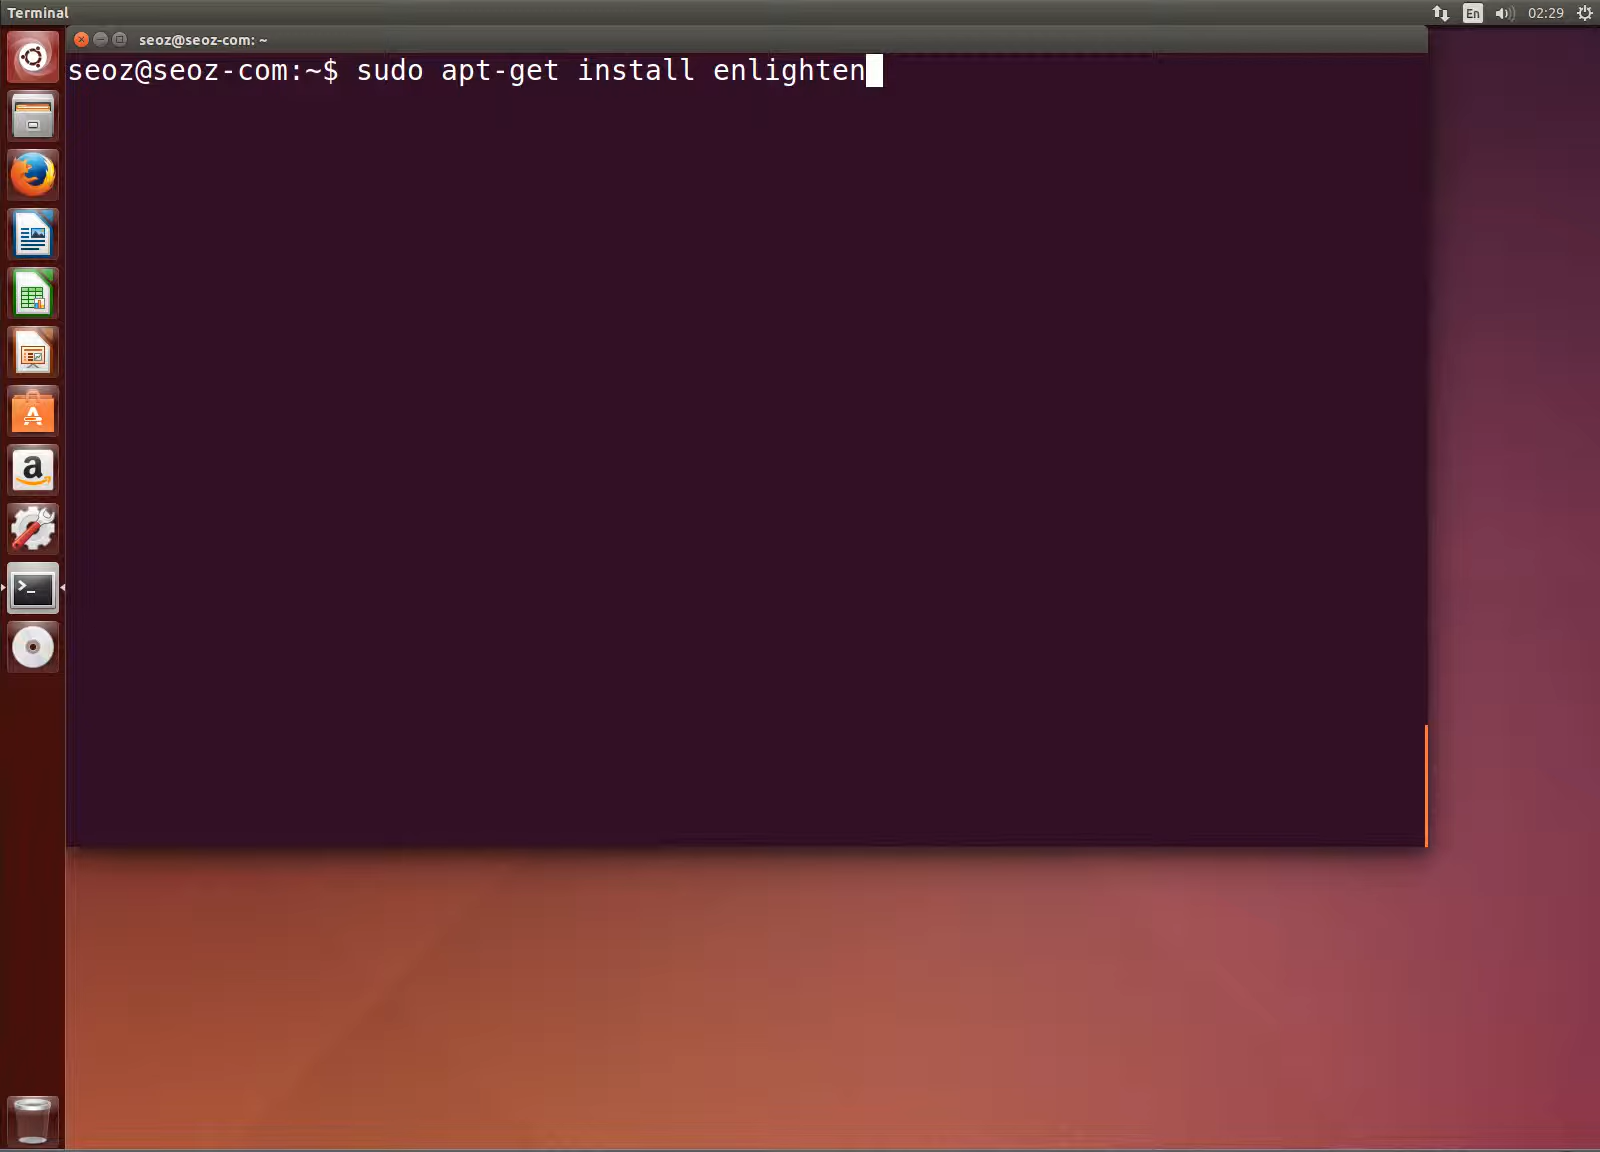 Terminal
En
02:29
seoz@seoz-com: ~
seoz@seoz-com:~$ sudo apt-get install enlighten